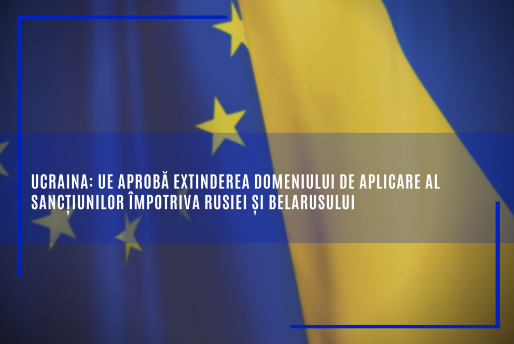 UCRAINA: UE APROBĂ EXTINDEREA DOMENIULUI DE APLICARE AL
SANCȚIUNILOR ÎMPOTRIVA RUSIEI ȘI BELARUSULUI